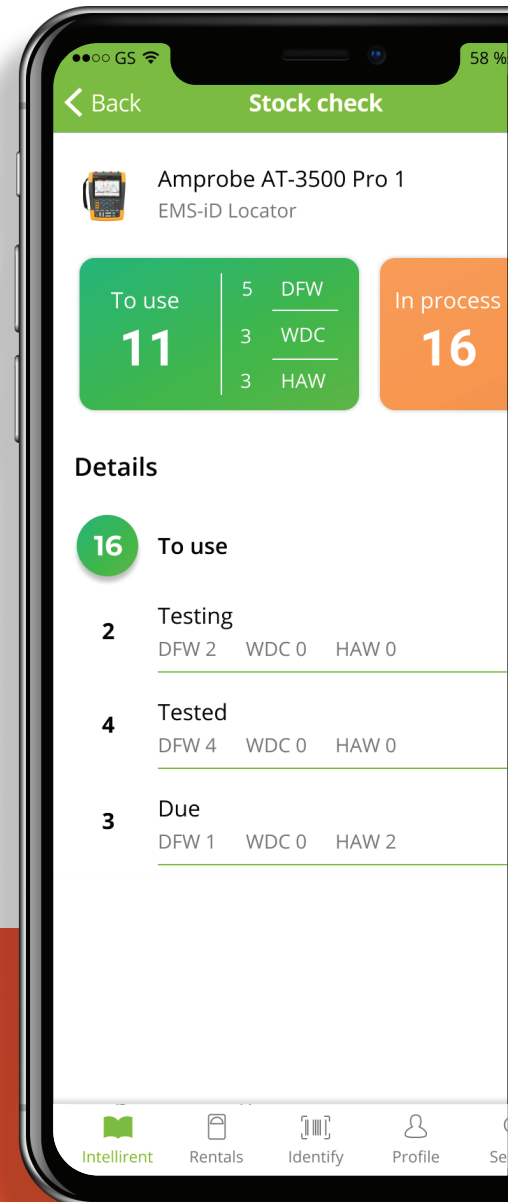 GS 58 %
Back Stock check
Amprobe AT-3500 Pro 1
EMS-iD Locator
To use
11
5 DFW
3 WDC
3 HAW
In process
16
Details
16 To use
2 Testing
DFW 2 WDC 0 HAW 0
4 Tested
DFW 4 WDC 0 HAW 0
3 Due
DFW 1 WDC 0 HAW 2
Intellirent Rentals Identify Profile Se